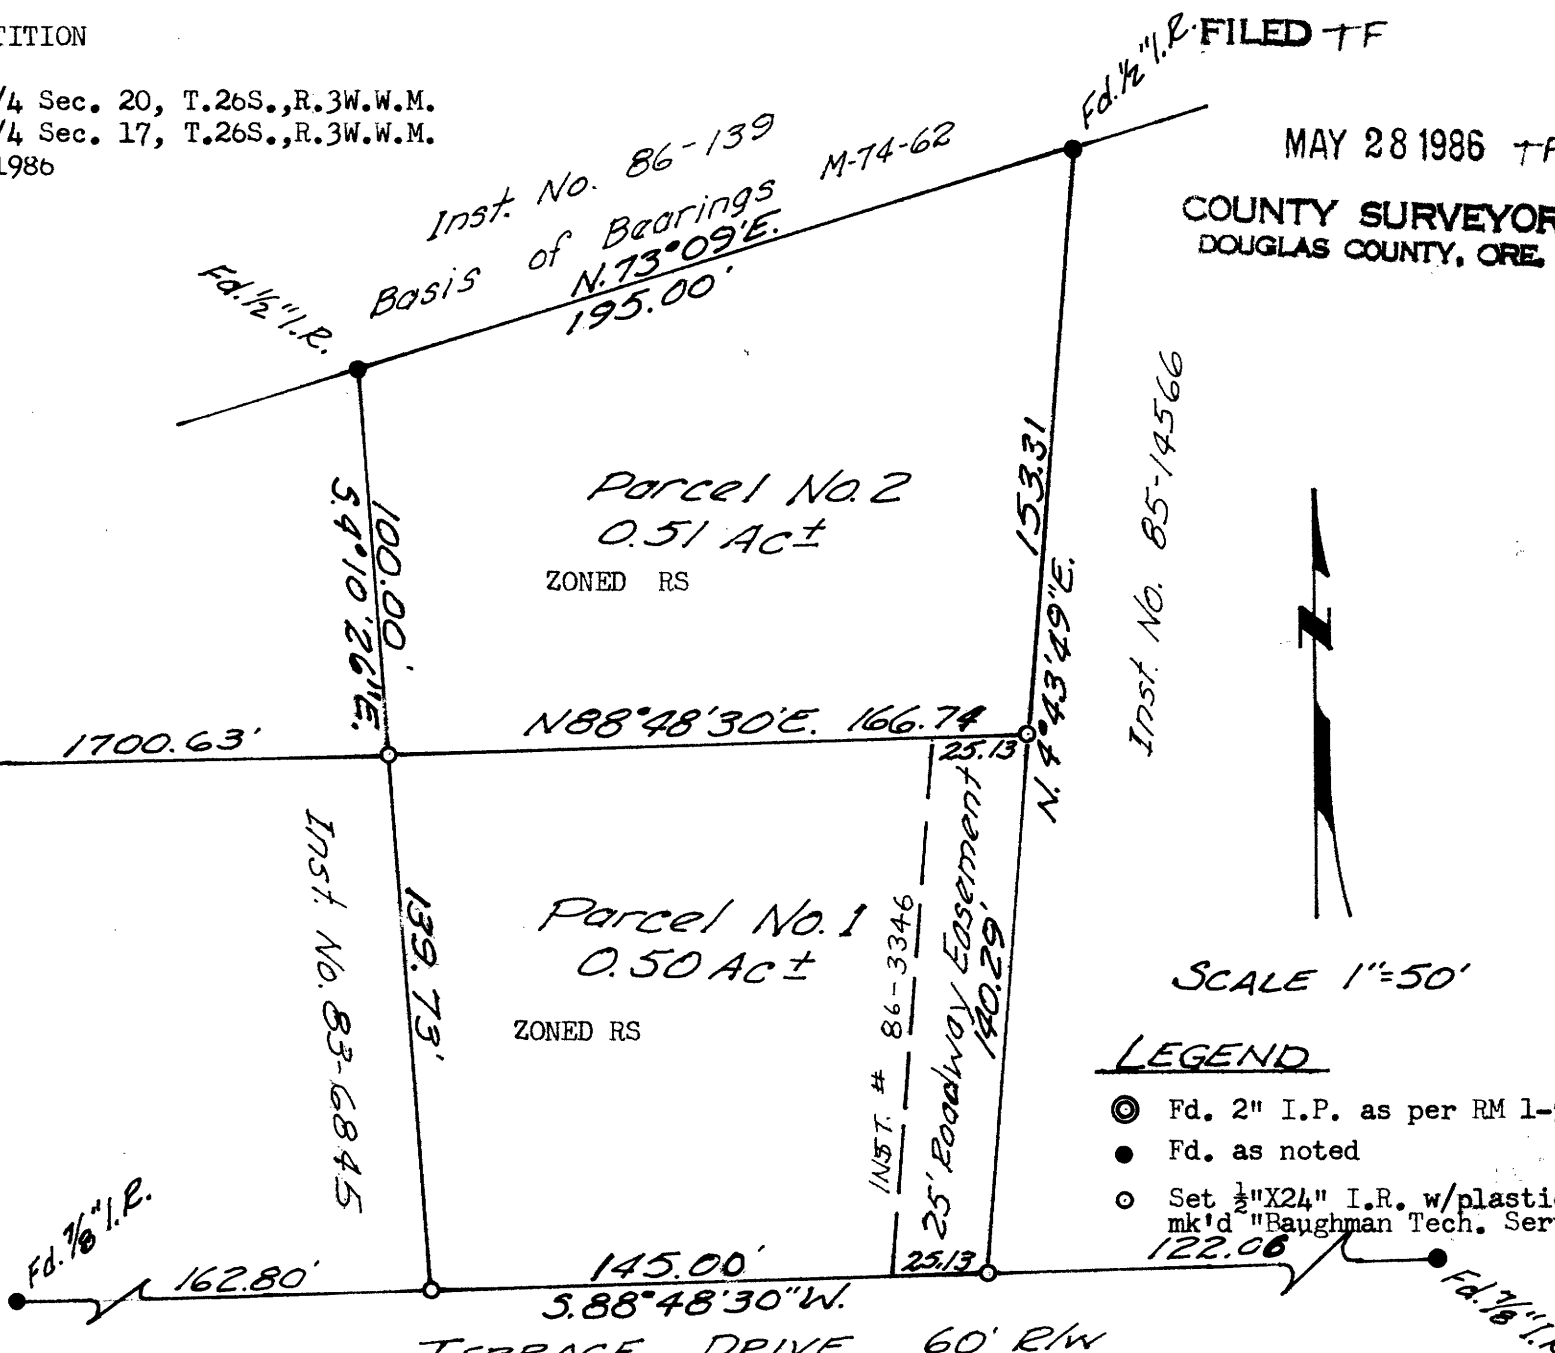 TITION
/4 Sec. 20, T.26S.,R.3W.W.M.
/4 Sec. 17, T.26S.,R.3W.W.M.
1986
FILED TF
MAY 28 1986 TF
COUNTY SURVEYOR
DOUGLAS COUNTY, ORE.
Fd. 1/2" I.R.
Inst. No. 86-139
Basis of Bearings M-74-62
N.73°09'E.
195.00'
Fd. 1/2" I.R.
Parcel No. 2
0.51 Ac ±
ZONED RS
100.00'
S.4°10'26"E.
153.31
N.4°43'49"E.
Inst. No. 85-14566
1700.63'
N88°48'30'E. 166.74
25.13
Inst. No. 83-6845
139.73'
Parcel No. 1
0.50 Ac ±
ZONED RS
INST. # 86-3346
25' Roadway Easement
140.29'
SCALE 1"=50'
LEGEND
Fd. 2" I.P. as per RM 1-
Fd. as noted
Set ½"X24" I.R. w/plasti
mk'd "Baughman Tech. Ser
Fd. 7/8" I.R.
162.80'
145.00'
25.13
122.06
S.88°48'30"W.
Fd. 7/8" I.R.
TERRACE DRIVE 60' R/W